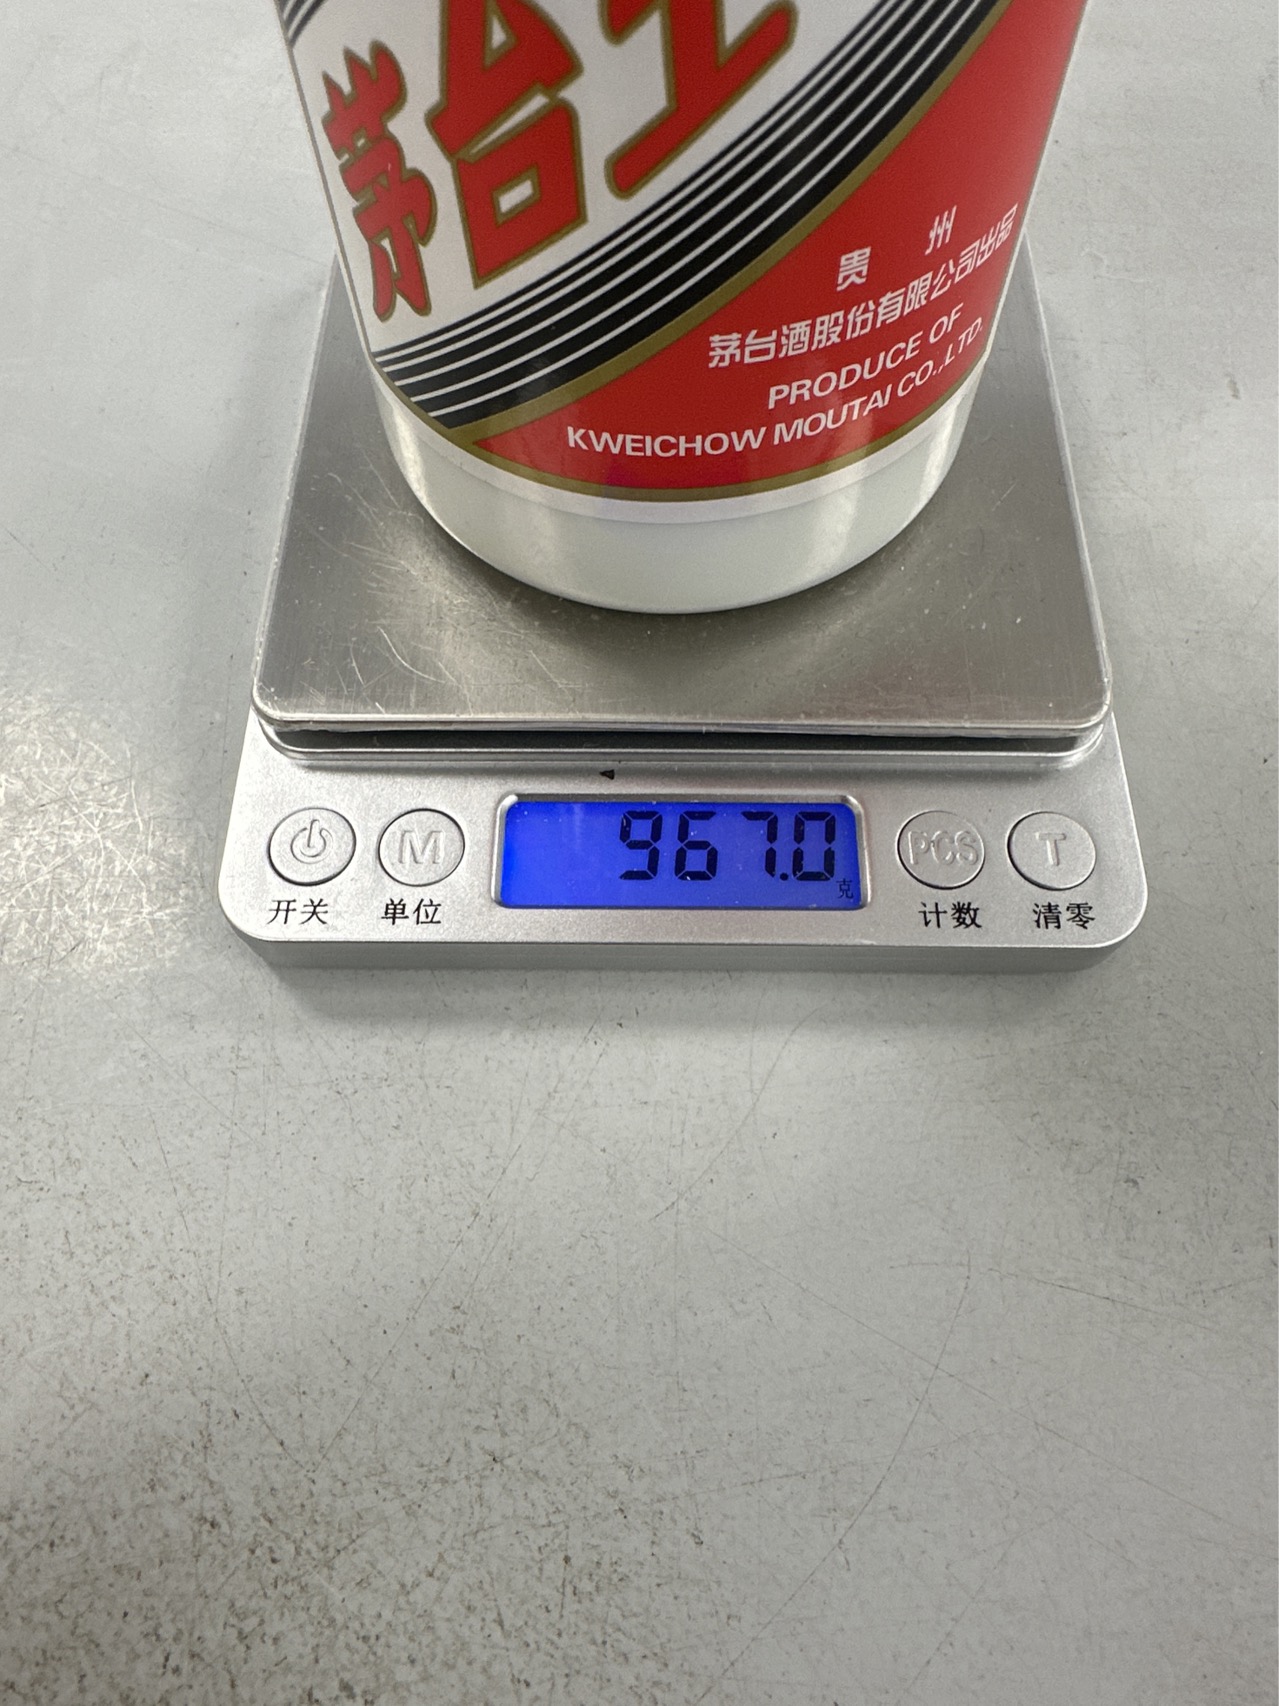 茅台
贵州
茅台酒股份有限公司出品
PRODUCE OF
KWEICHOW MOUTAI CO.,LTD.
967.0
克
M
PCS
T
开关
单位
计数
清零